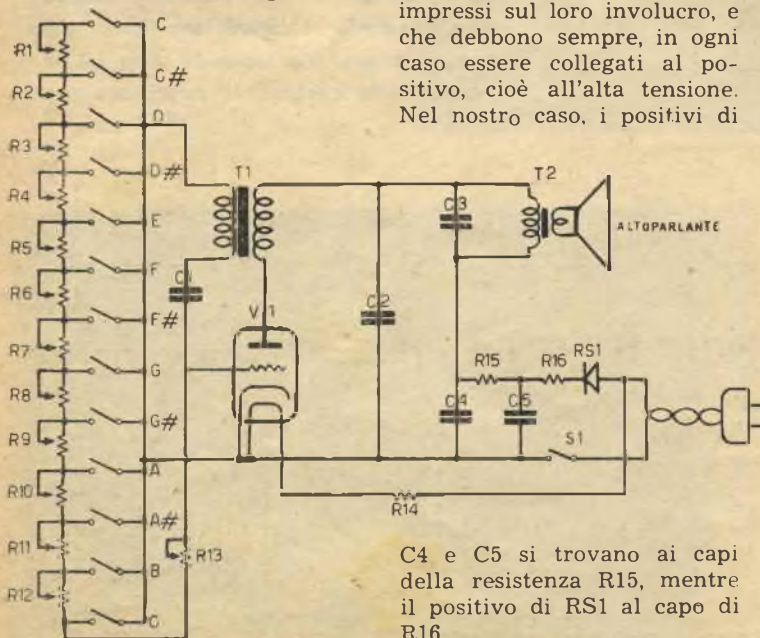 impressi sul loro involucro, e
che debbono sempre, in ogni
caso essere collegati al po-
sitivo, cioè all'alta tensione.
Nel nostro caso, i positivi di
C
R1
C#
R2
D
R3
D#
R4
E
R5
F
R6
F#
R7
G
R8
G#
R9
A
R10
A#
R11
B
R12
C
R13
T1
C1
V1
C2
C3
T2
ALTOPARLANTE
R15
R16
RS1
C4
C5
S1
R14
C4 e C5 si trovano ai capi
della resistenza R15, mentre
il positivo di RS1 al capo di
R16